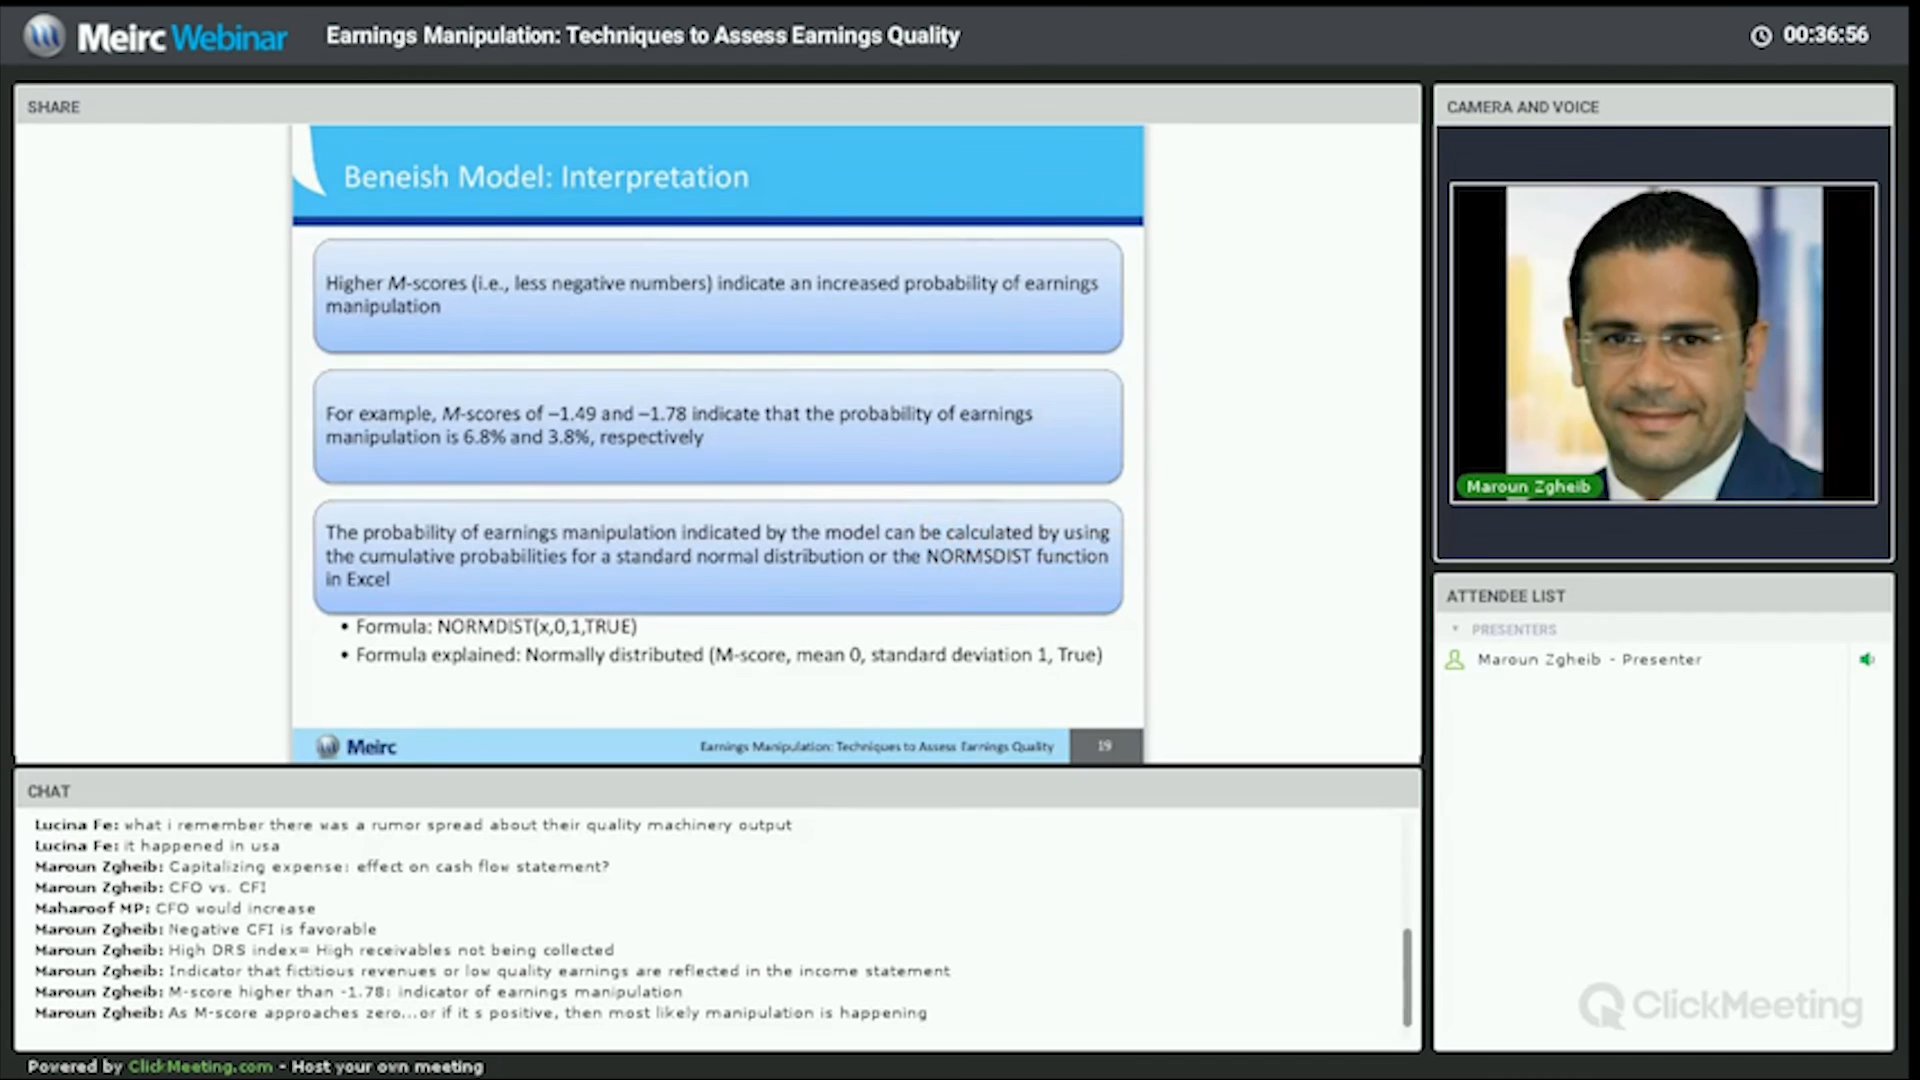 Meirc Webinar
Earnings Manipulation: Techniques to Assess Earnings Quality
00:36:56
SHARE
Beneish Model: Interpretation
Higher M-scores (i.e., less negative numbers) indicate an increased probability of earnings
manipulation
For example, M-scores of –1.49 and –1.78 indicate that the probability of earnings
manipulation is 6.8% and 3.8%, respectively
The probability of earnings manipulation indicated by the model can be calculated by using
the cumulative probabilities for a standard normal distribution or the NORMSDIST function
in Excel
• Formula: NORMDIST(x,0,1,TRUE)
• Formula explained: Normally distributed (M-score, mean 0, standard deviation 1, True)
Meirc
Earnings Manipulation: Techniques to Assess Earnings Quality
19
CAMERA AND VOICE
Maroun Zgheib
ATTENDEE LIST
PRESENTERS
Maroun Zgheib - Presenter
ClickMeeting
CHAT
Lucina Fe: what i remember there was a rumor spread about their quality machinery output
Lucina Fe: it happened in usa
Maroun Zgheib: Capitalizing expense: effect on cash flow statement?
Maroun Zgheib: CFO vs. CFI
Maharoof MP: CFO would increase
Maroun Zgheib: Negative CFI is favorable
Maroun Zgheib: High DRS index= High receivables not being collected
Maroun Zgheib: Indicator that fictitious revenues or low quality earnings are reflected in the income statement
Maroun Zgheib: M-score higher than -1.78: indicator of earnings manipulation
Maroun Zgheib: As M-score approaches zero...or if it s positive, then most likely manipulation is happening
Powered by ClickMeeting.com - Host your own meeting